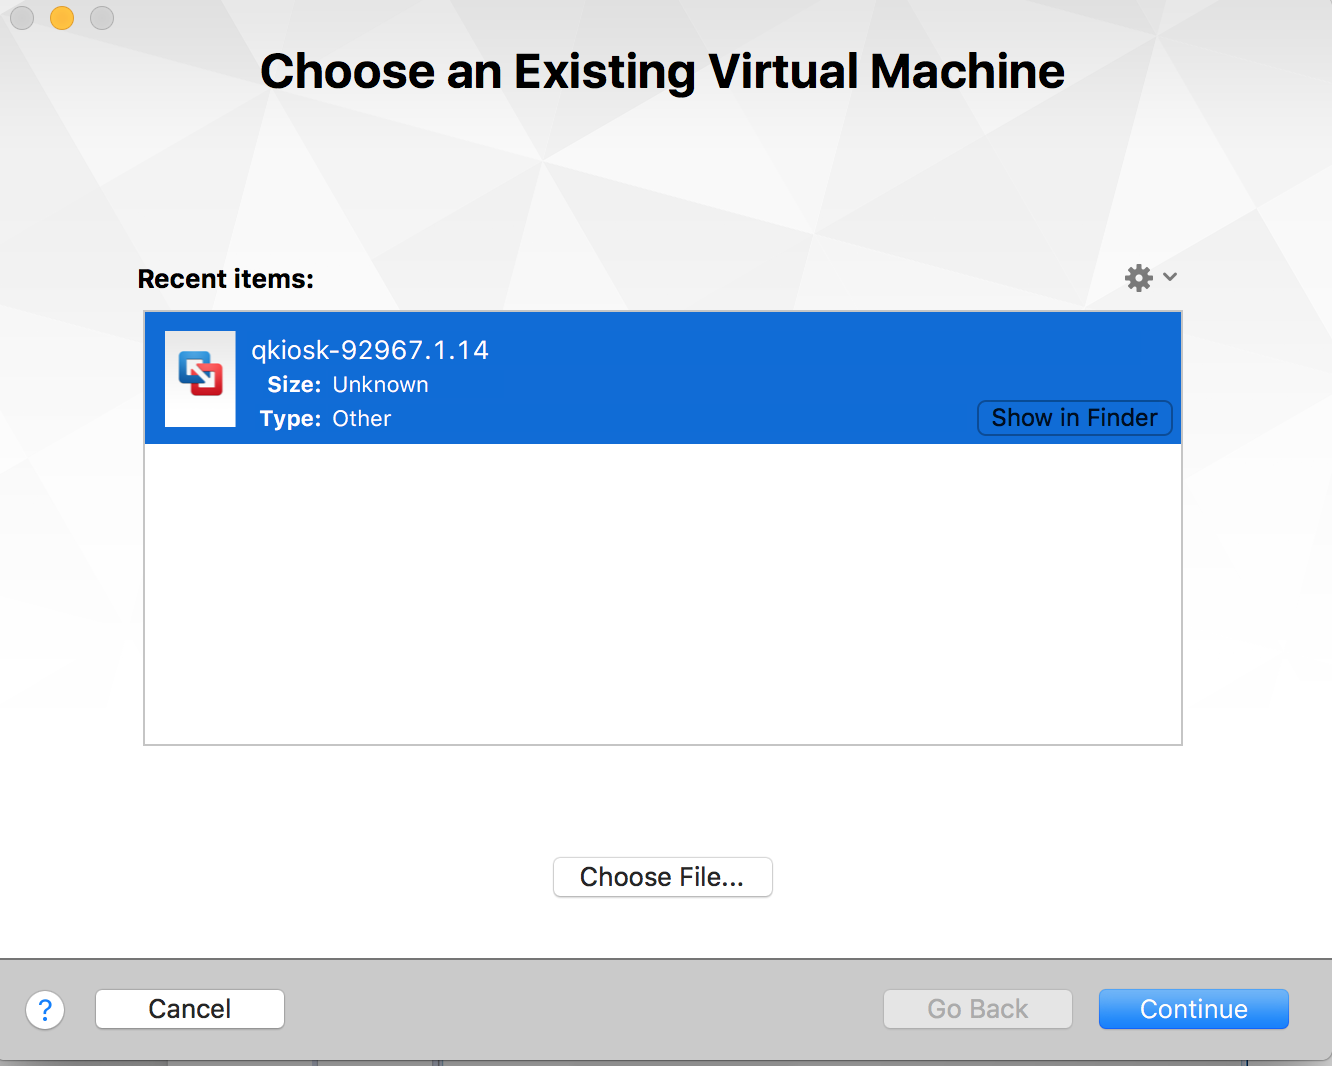 Choose an Existing Virtual Machine
Recent items:
qkiosk-92967.1.14
Size: Unknown
Type: Other
Show in Finder
Choose File...
?
Cancel
Go Back
Continue